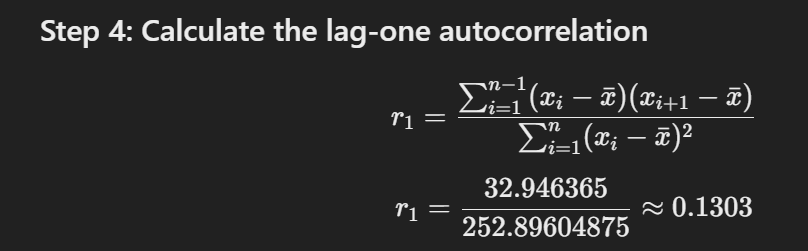 Step 4: Calculate the lag-one autocorrelation
r₁ = ∑ᵢ₌₁ⁿ⁻¹(xᵢ − x̄)(xᵢ₊₁ − x̄) / ∑ᵢ₌₁ⁿ(xᵢ − x̄)²
r₁ = 32.946365 / 252.89604875 ≈ 0.1303